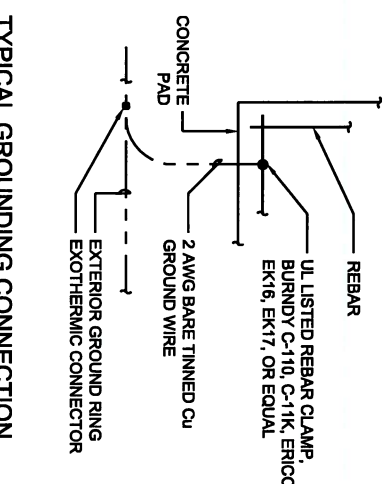 REBAR
UL LISTED REBAR CLAMP,
BURNDY C-110, C-11K, ERICO
EK16, EK17, OR EQUAL
CONCRETE
PAD
2 AWG BARE TINNED Cu
GROUND WIRE
EXTERIOR GROUND RING
EXOTHERMIC CONNECTOR
TYPICAL GROUNDING CONNECTION